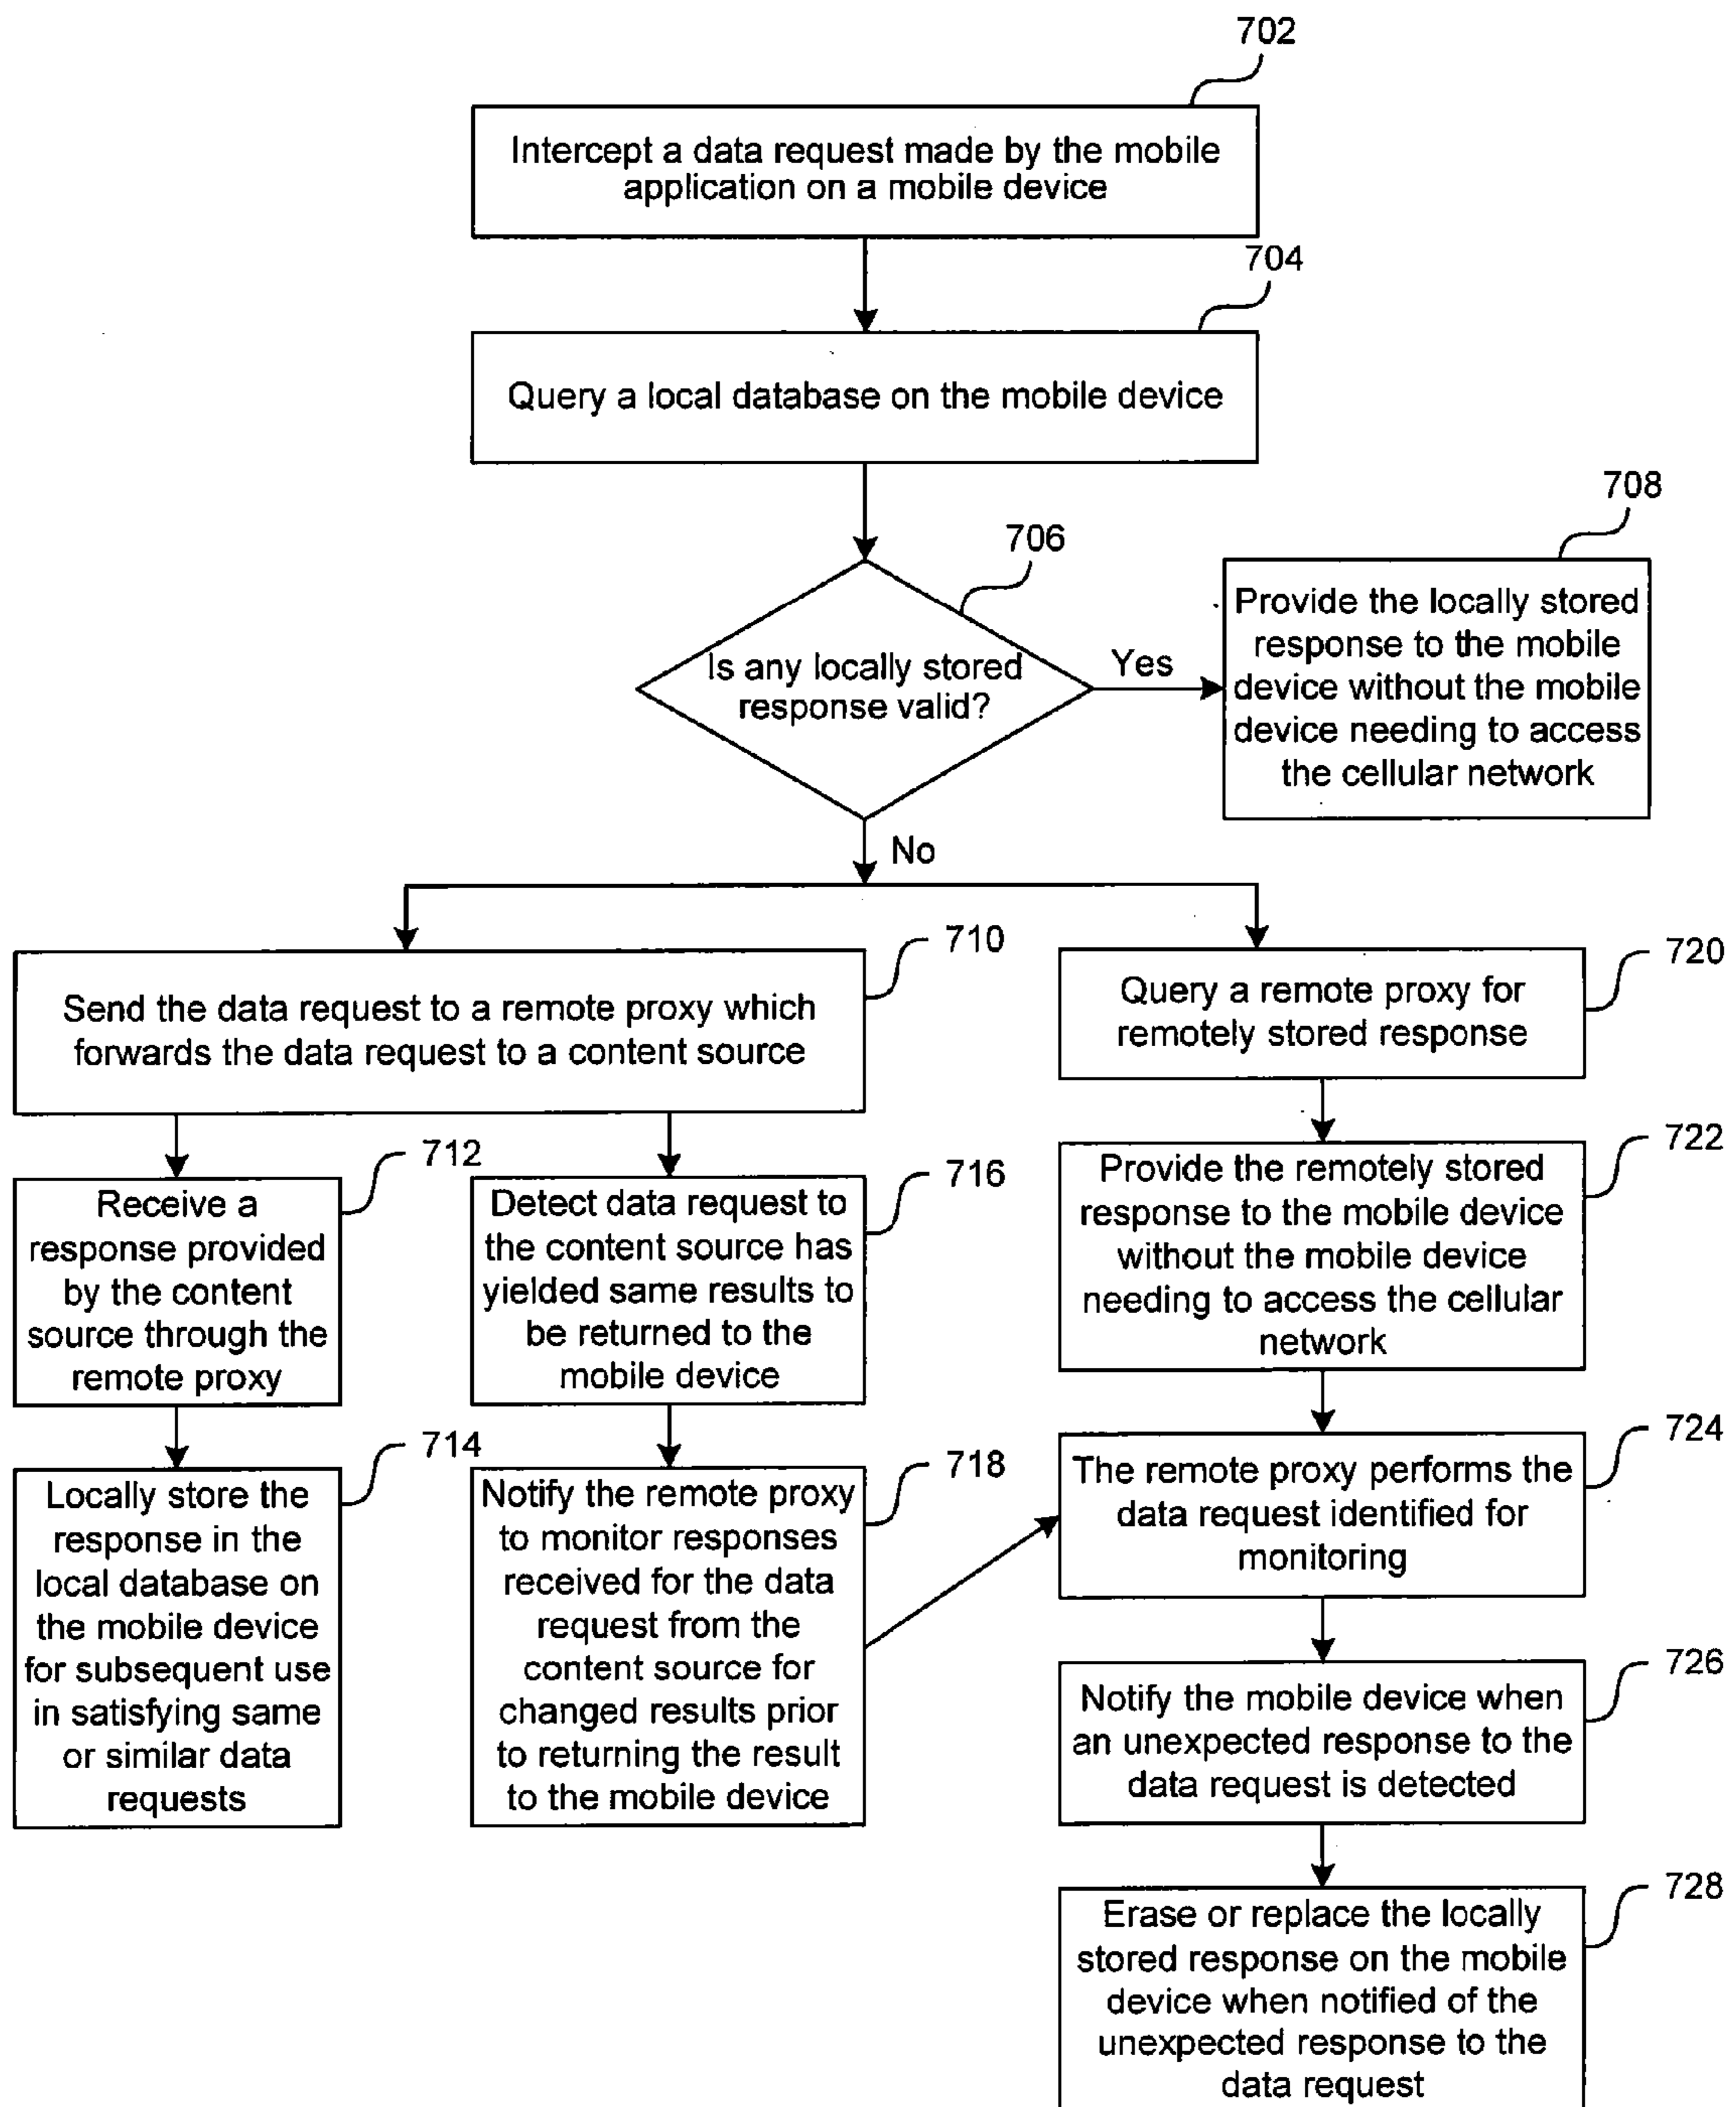 702
Intercept a data request made by the mobile
application on a mobile device
704
Query a local database on the mobile device
706
Is any locally stored
response valid?
Yes
708
Provide the locally stored
response to the mobile
device without the mobile
device needing to access
the cellular network
No
710
Send the data request to a remote proxy which
forwards the data request to a content source
712
Receive a
response provided
by the content
source through the
remote proxy
714
Locally store the
response in the
local database on
the mobile device
for subsequent use
in satisfying same
or similar data
requests
716
Detect data request to
the content source has
yielded same results to
be returned to the
mobile device
718
Notify the remote proxy
to monitor responses
received for the data
request from the
content source for
changed results prior
to returning the result
to the mobile device
720
Query a remote proxy for
remotely stored response
722
Provide the remotely stored
response to the mobile device
without the mobile device
needing to access the cellular
network
724
The remote proxy performs the
data request identified for
monitoring
726
Notify the mobile device when
an unexpected response to the
data request is detected
728
Erase or replace the locally
stored response on the mobile
device when notified of the
unexpected response to the
data request